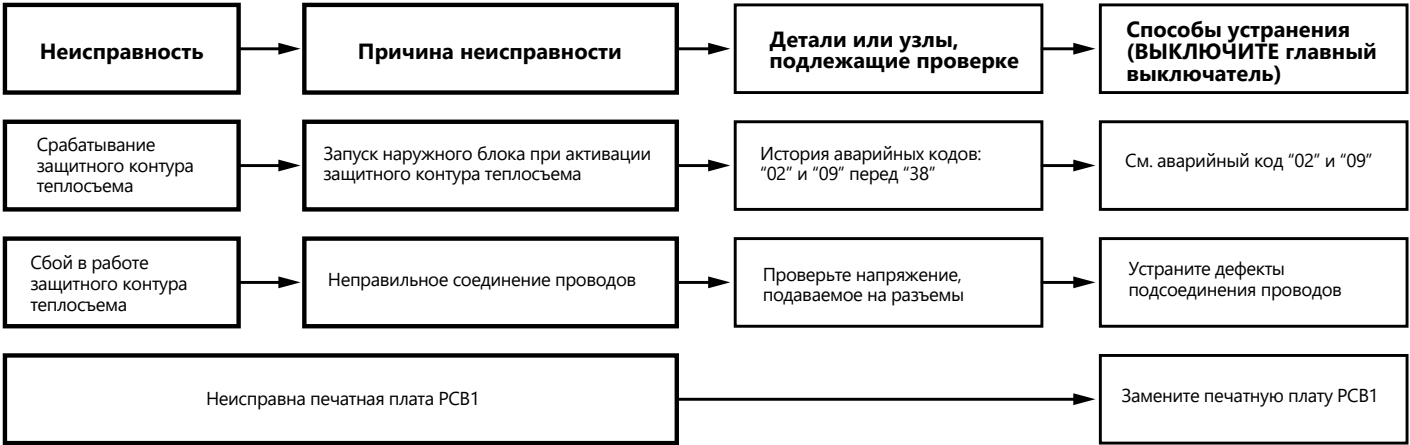 Неисправность
Причина неисправности
Детали или узлы,
подлежащие проверке
Способы устранения
(ВЫКЛЮЧИТЕ главный
выключатель)
Срабатывание
защитного контура
теплосъема
Запуск наружного блока при активации
защитного контура теплосъема
История аварийных кодов:
“02” и “09” перед “38”
См. аварийный код “02” и “09”
Сбой в работе
защитного контура
теплосъема
Неправильное соединение проводов
Проверьте напряжение,
подаваемое на разъемы
Устраните дефекты
подсоединения проводов
Неисправна печатная плата PCB1
Замените печатную плату PCB1